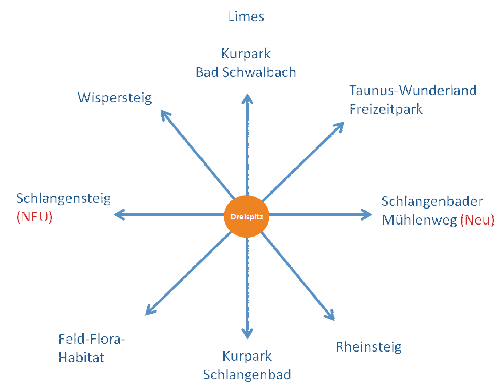 Limes
Kurpark
Bad Schwalbach
Wispersteig
Taunus-Wunderland
Freizeitpark
Schlangensteig
(NEU)
Dreispitz
Schlangenbader
Mühlenweg (Neu)
Feld-Flora-
Habitat
Kurpark
Schlangenbad
Rheinsteig